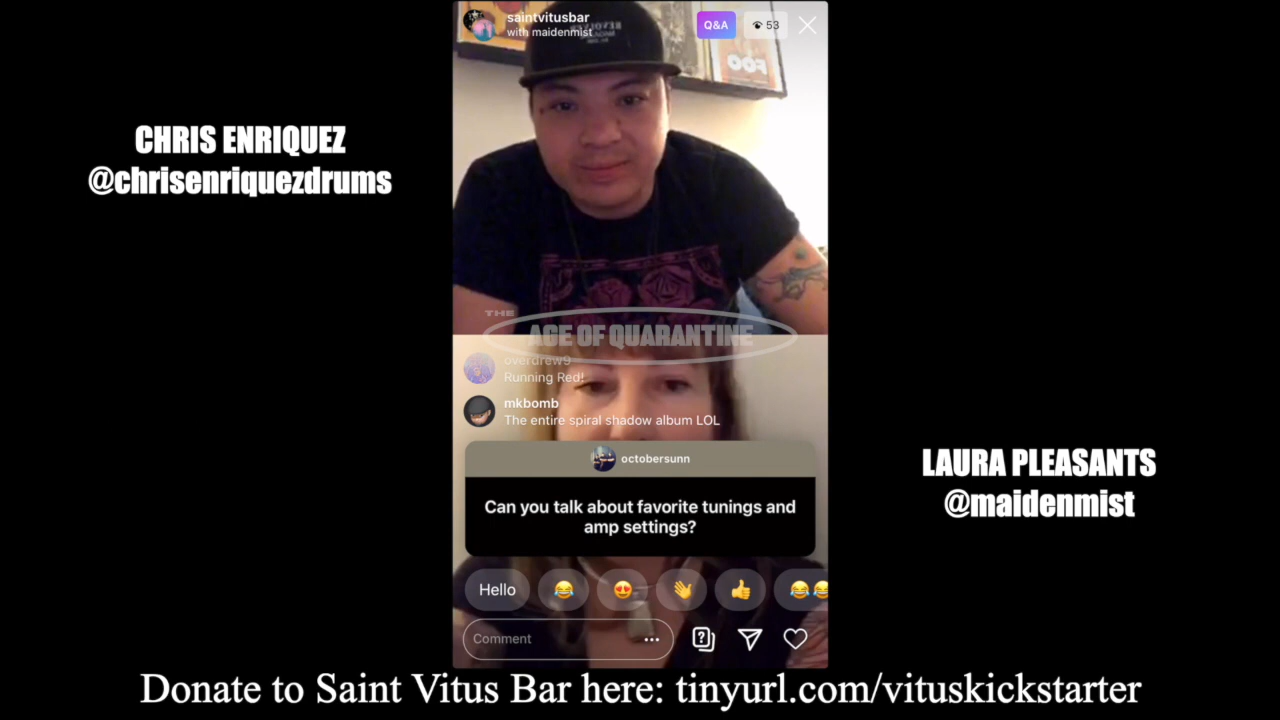 saintvitusbar
with maidenmist
Q&A
53
FOO
CHRIS ENRIQUEZ
@chrisenriquezdrums
THE
AGE OF QUARANTINE
overdrew9
Running Red!
mkbomb
The entire spiral shadow album LOL
octobersunn
Can you talk about favorite tunings and
amp settings?
LAURA PLEASANTS
@maidenmist
Hello
Comment
Donate to Saint Vitus Bar here: tinyurl.com/vituskickstarter